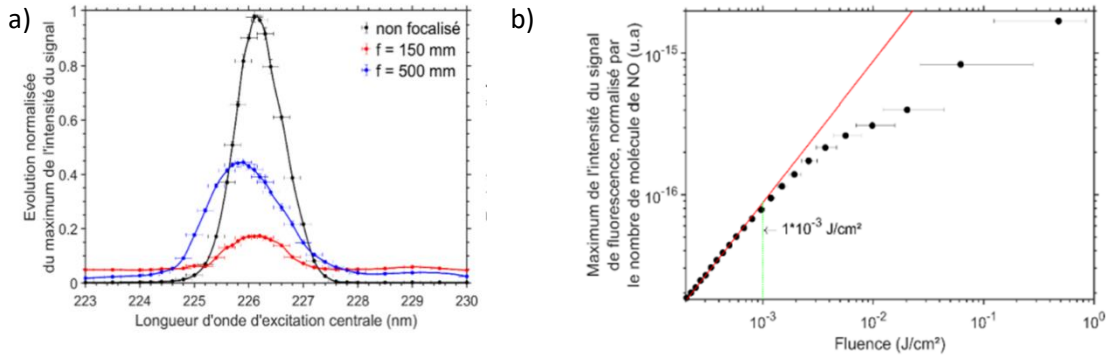 a)
Evolution normalisée
du maximum de l'intensité du signal
1
0.8
0.6
0.4
0.2
0
non focalisé
f = 150 mm
f = 500 mm
223 224 225 226 227 228 229 230
Longueur d'onde d'excitation centrale (nm)
b)
Maximum de l'intensité du signal
de fluorescence, normalisé par
le nombre de molécule de NO (u.a)
10-15
10-16
1*10-3 J/cm²
10-3 10-2 10-1 100
Fluence (J/cm²)